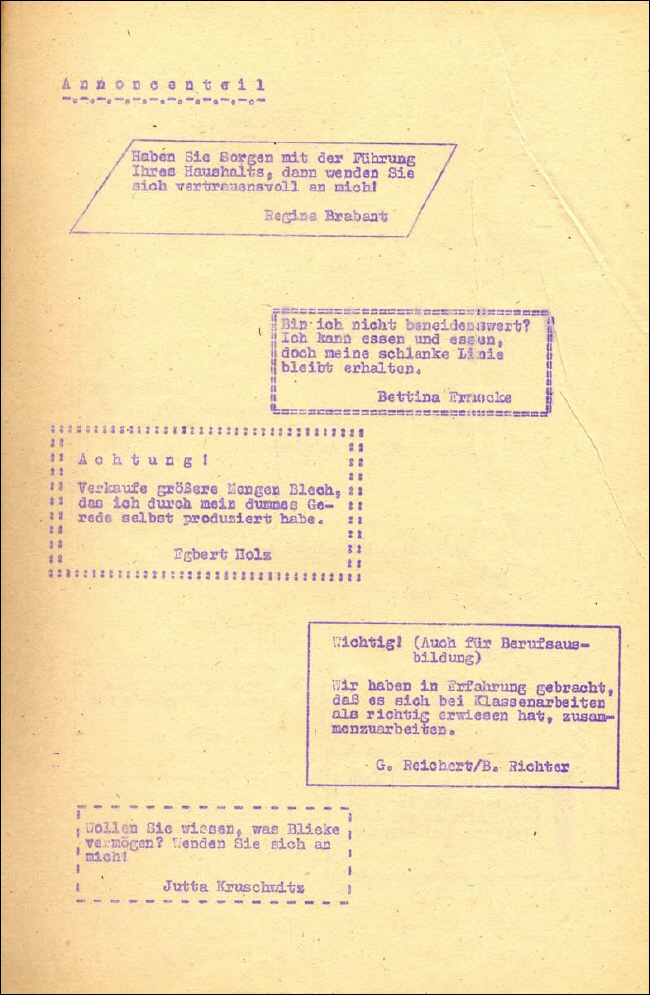 Annoncenteil
Haben Sie Sorgen mit der Führung
Ihres Haushalts, dann wenden Sie
sich vertrauensvoll an mich!
Regina Brabant
Bin ich nicht beneidenswert?
Ich kann essen und essen,
doch meine schlanke Linie
bleibt erhalten.
Bettina
Achtung!
Verkaufe größere Mengen Blech,
das ich durch mein dummes Ge-
rede selbst produziert habe.
Egbert Holz
Wichtig! (Auch für Berufsaus-
bildung)
Wir haben in Erfahrung gebracht,
daß es sich bei Klassenarbeiten
als richtig erwiesen hat, zusam-
menzuarbeiten.
G. Reichert/B. Richter
Wollen Sie wissen, was Blicke
vermögen? Wenden Sie sich an
mich!
Jutta Kruschwitz